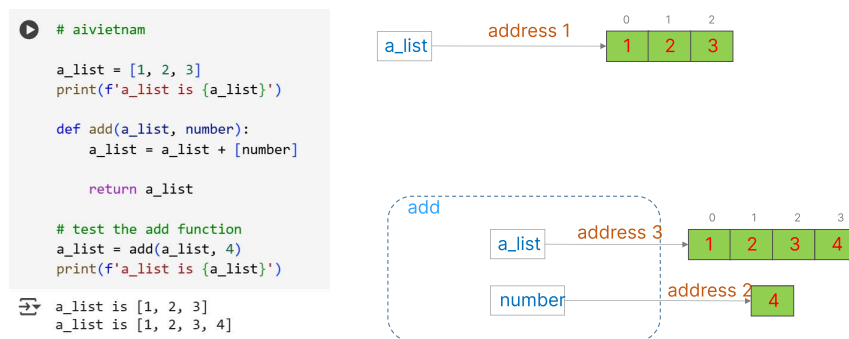 # aivietnam
a_list = [1, 2, 3]
print(f'a_list is {a_list}')
def add(a_list, number):
    a_list = a_list + [number]
    return a_list
# test the add function
a_list = add(a_list, 4)
print(f'a_list is {a_list}')
a_list is [1, 2, 3]
a_list is [1, 2, 3, 4]
0 1 2
a_list address 1 1 2 3
add
0 1 2 3
a_list address 3 1 2 3 4
number address 2 4